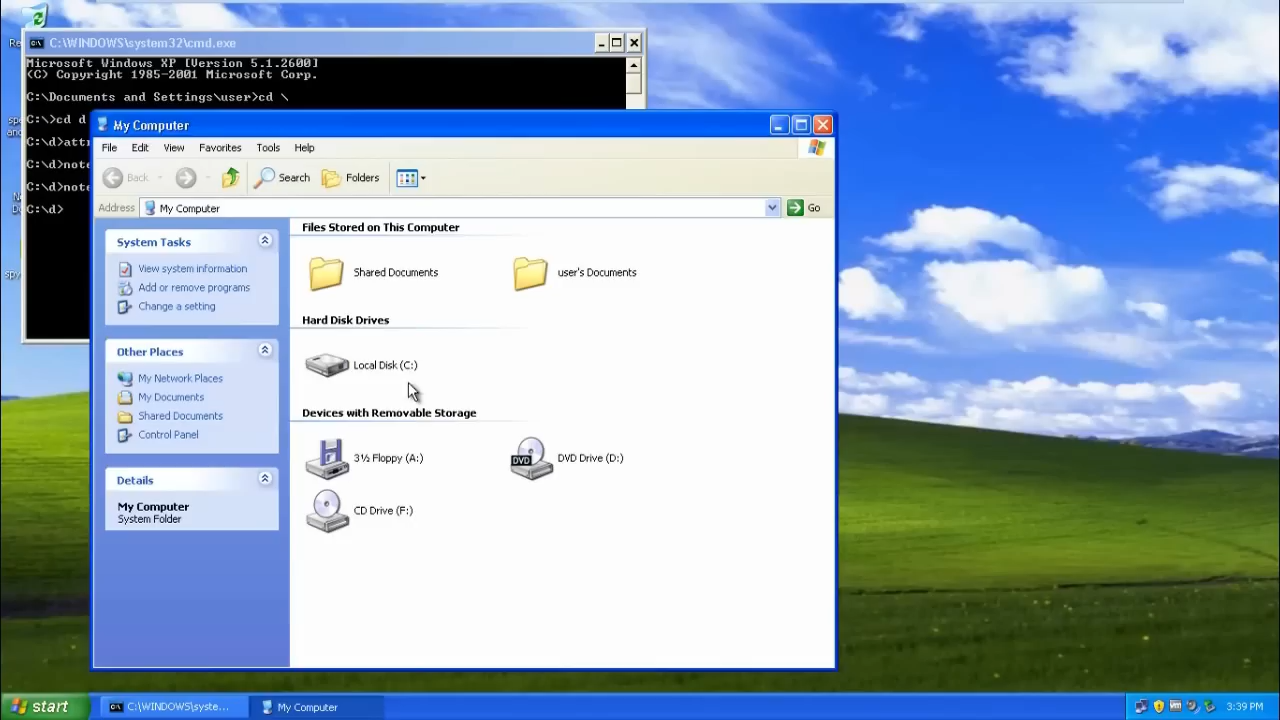 C:\WINDOWS\system32\cmd.exe
Microsoft Windows XP [Version 5.1.2600]
(C) Copyright 1985-2001 Microsoft Corp.
C:\Documents and Settings\user>cd \
C:\>cd d
C:\d>
C:\d>
C:\d>
C:\d>
My Computer
File Edit View Favorites Tools Help
Back Search Folders
Address My Computer Go
System Tasks
View system information
Add or remove programs
Change a setting
Other Places
My Network Places
My Documents
Shared Documents
Control Panel
Details
My Computer
System Folder
Files Stored on This Computer
Shared Documents user's Documents
Hard Disk Drives
Local Disk (C:)
Devices with Removable Storage
3½ Floppy (A:) DVD Drive (D:)
DVD
CD Drive (F:)
start C:\WINDOWS\syste... My Computer 3:39 PM